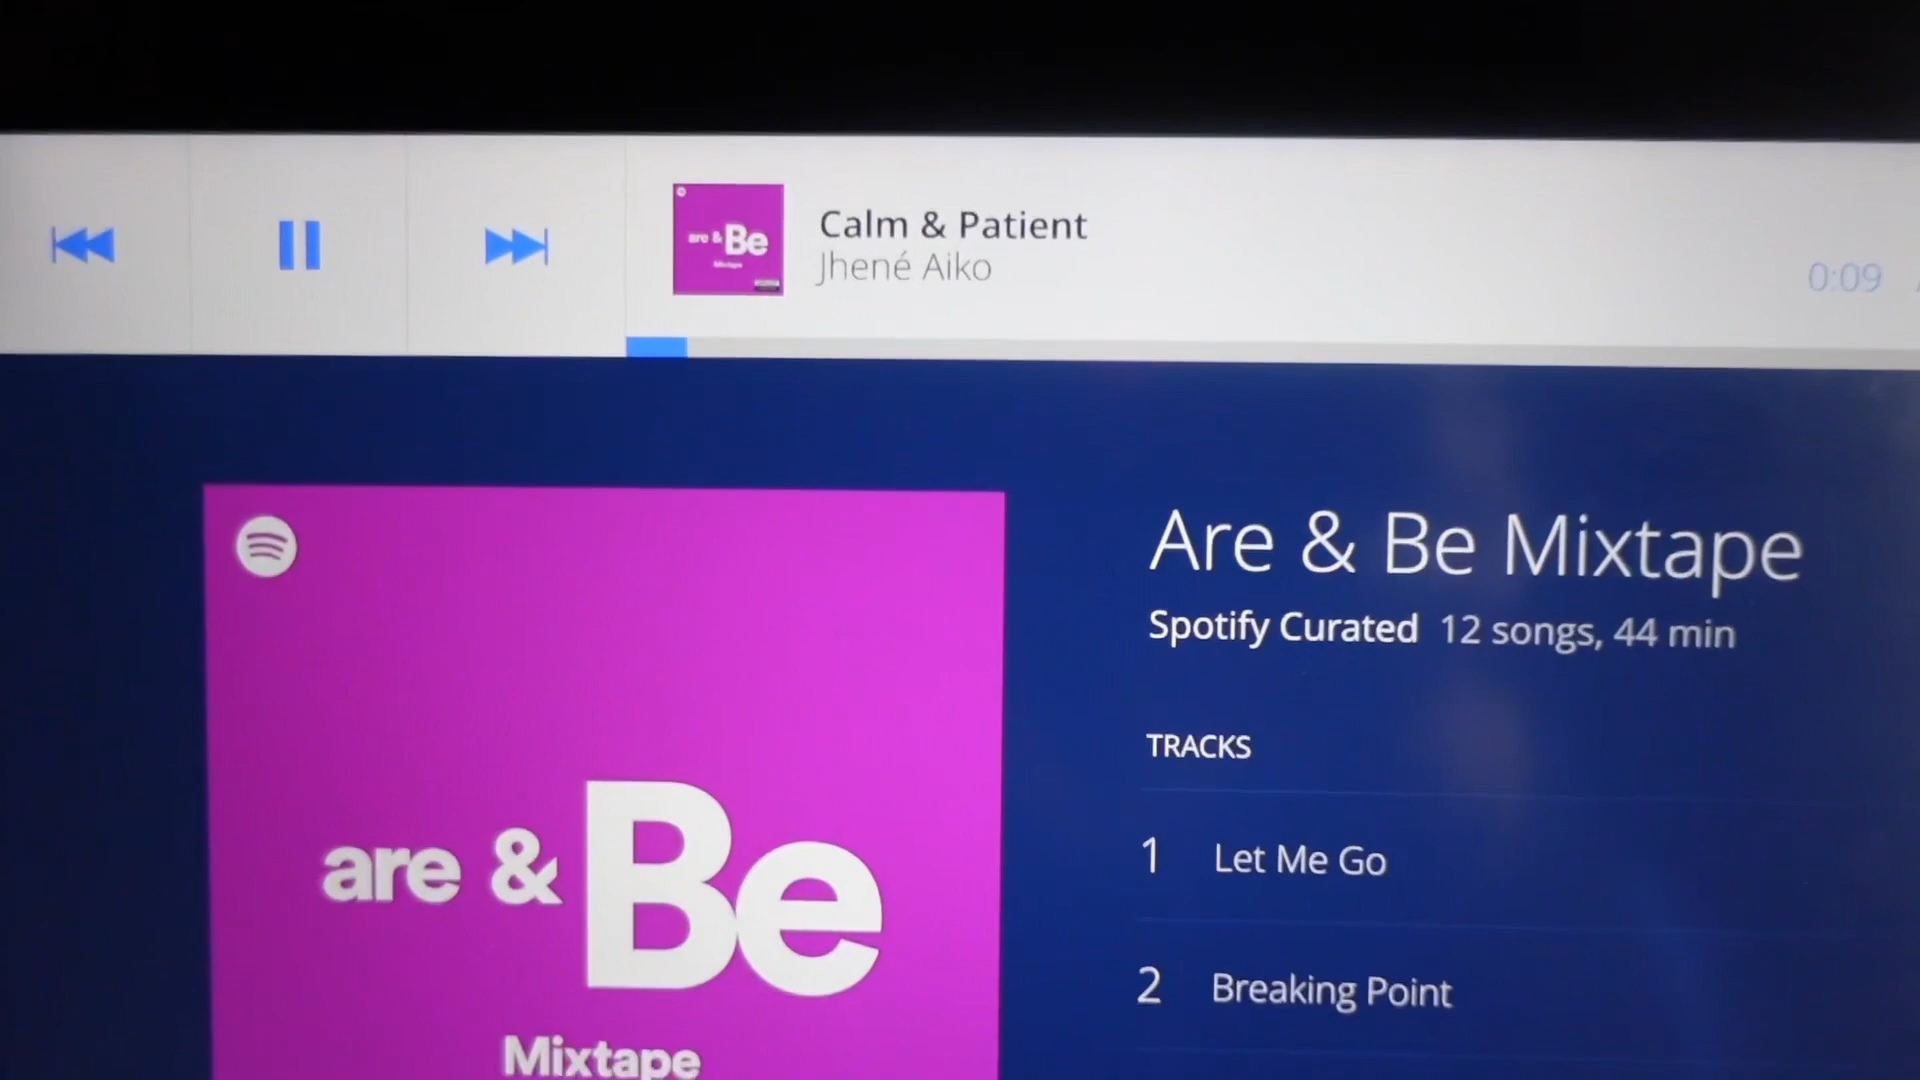 are & Be
Mixtape
Calm & Patient
Jhené Aiko
0:09
Are & Be Mixtape
Spotify Curated 12 songs, 44 min
TRACKS
1 Let Me Go
2 Breaking Point
are & Be
Mixtape